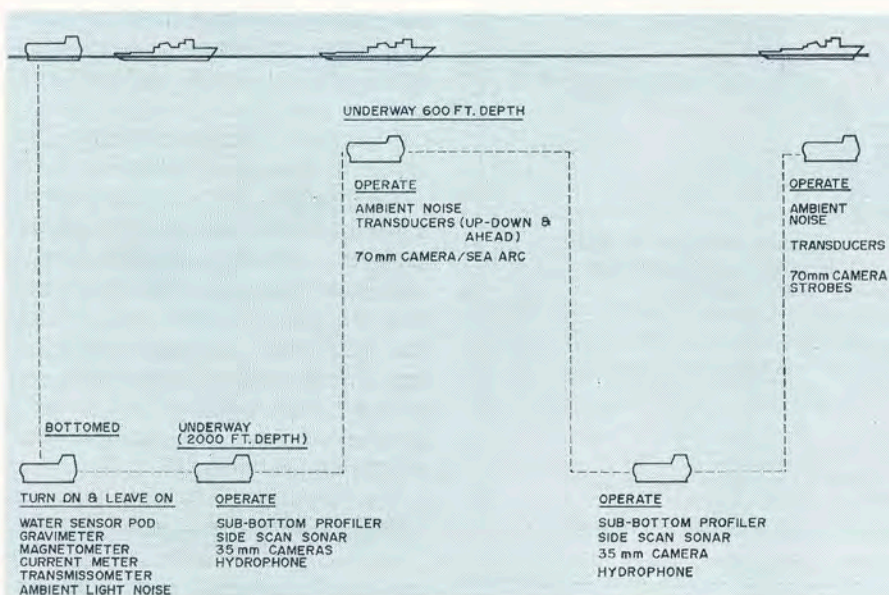 UNDERWAY 600 FT. DEPTH
OPERATE
AMBIENT NOISE
TRANSDUCERS (UP-DOWN &
AHEAD)
70mm CAMERA/SEA ARC
OPERATE
AMBIENT
NOISE
TRANSDUCERS
70mm CAMERA
STROBES
BOTTOMED
TURN ON & LEAVE ON
WATER SENSOR POD
GRAVIMETER
MAGNETOMETER
CURRENT METER
TRANSMISSOMETER
AMBIENT LIGHT NOISE
UNDERWAY
(2000 FT. DEPTH)
OPERATE
SUB-BOTTOM PROFILER
SIDE SCAN SONAR
35mm CAMERAS
HYDROPHONE
OPERATE
SUB-BOTTOM PROFILER
SIDE SCAN SONAR
35 mm CAMERA
HYDROPHONE